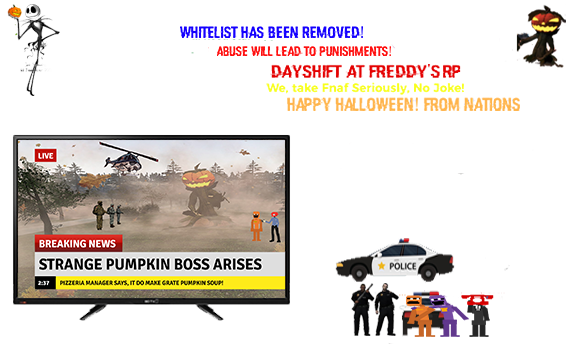 WHITELIST HAS BEEN REMOVED!
ABUSE WILL LEAD TO PUNISHMENTS!
DAYSHIFT AT FREDDY'S RP
We, take Fnaf Seriously, No Joke!
HAPPY HALLOWEEN! FROM NATIONS
LIVE
BREAKING NEWS
STRANGE PUMPKIN BOSS ARISES
2:37 PIZZERIA MANAGER SAYS, IT DO MAKE GRATE PUMPKIN SOUP!
POLICE